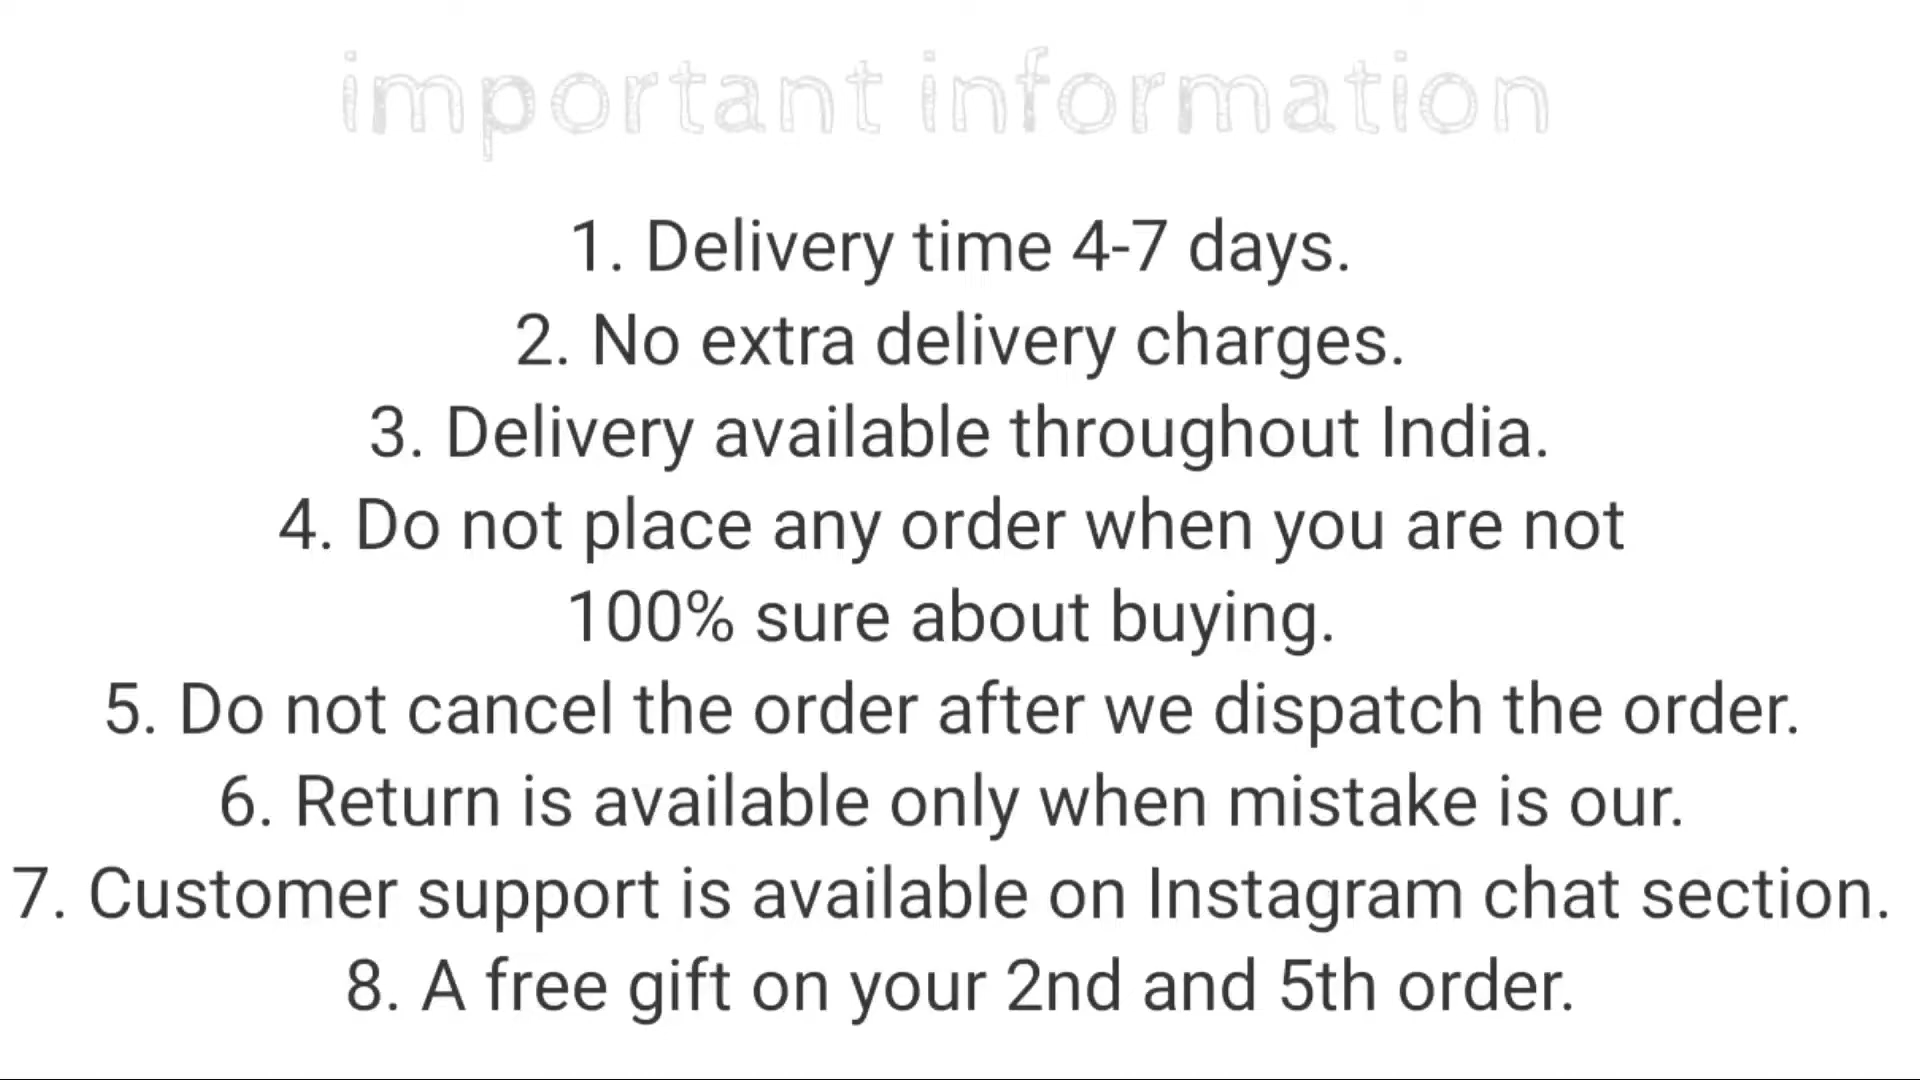 important information
1. Delivery time 4-7 days.
2. No extra delivery charges.
3. Delivery available throughout India.
4. Do not place any order when you are not
100% sure about buying.
5. Do not cancel the order after we dispatch the order.
6. Return is available only when mistake is our.
7. Customer support is available on Instagram chat section.
8. A free gift on your 2nd and 5th order.